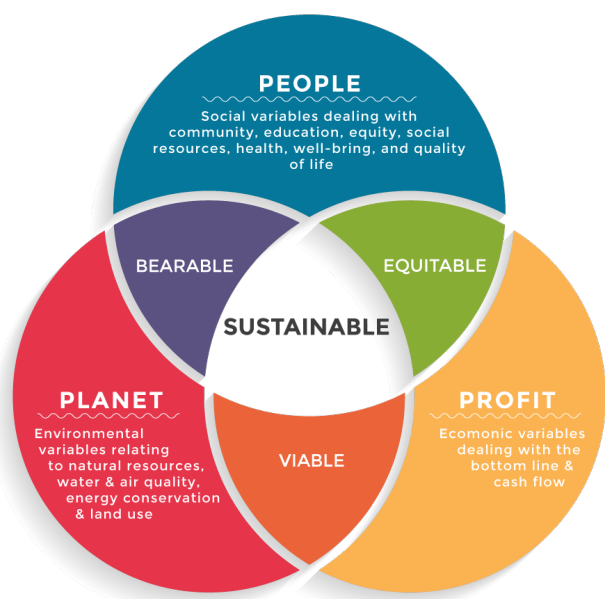 PEOPLE
Social variables dealing with
community, education, equity, social
resources, health, well-bring, and quality
of life
BEARABLE
EQUITABLE
SUSTAINABLE
PLANET
Environmental
variables relating
to natural resources,
water & air quality,
energy conservation
& land use
VIABLE
PROFIT
Ecomonic variables
dealing with the
bottom line &
cash flow